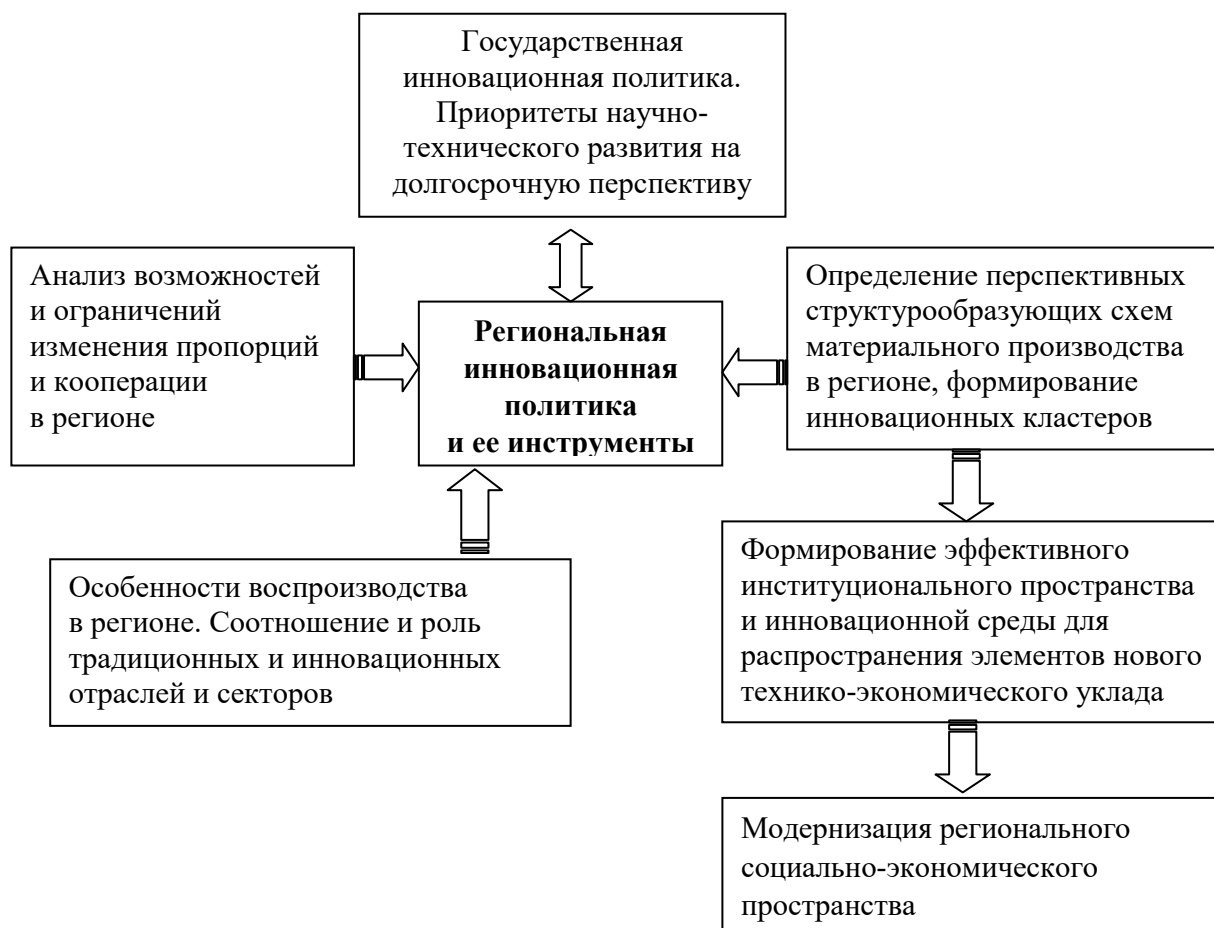 Государственная
инновационная политика.
Приоритеты научно-
технического развития на
долгосрочную перспективу
Анализ возможностей
и ограничений
изменения пропорций
и кооперации
в регионе
Региональная
инновационная
политика
и ее инструменты
Определение перспективных
структурообразующих схем
материального производства
в регионе, формирование
инновационных кластеров
Особенности воспроизводства
в регионе. Соотношение и роль
традиционных и инновационных
отраслей и секторов
Формирование эффективного
институционального пространства
и инновационной среды для
распространения элементов нового
технико-экономического уклада
Модернизация регионального
социально-экономического
пространства